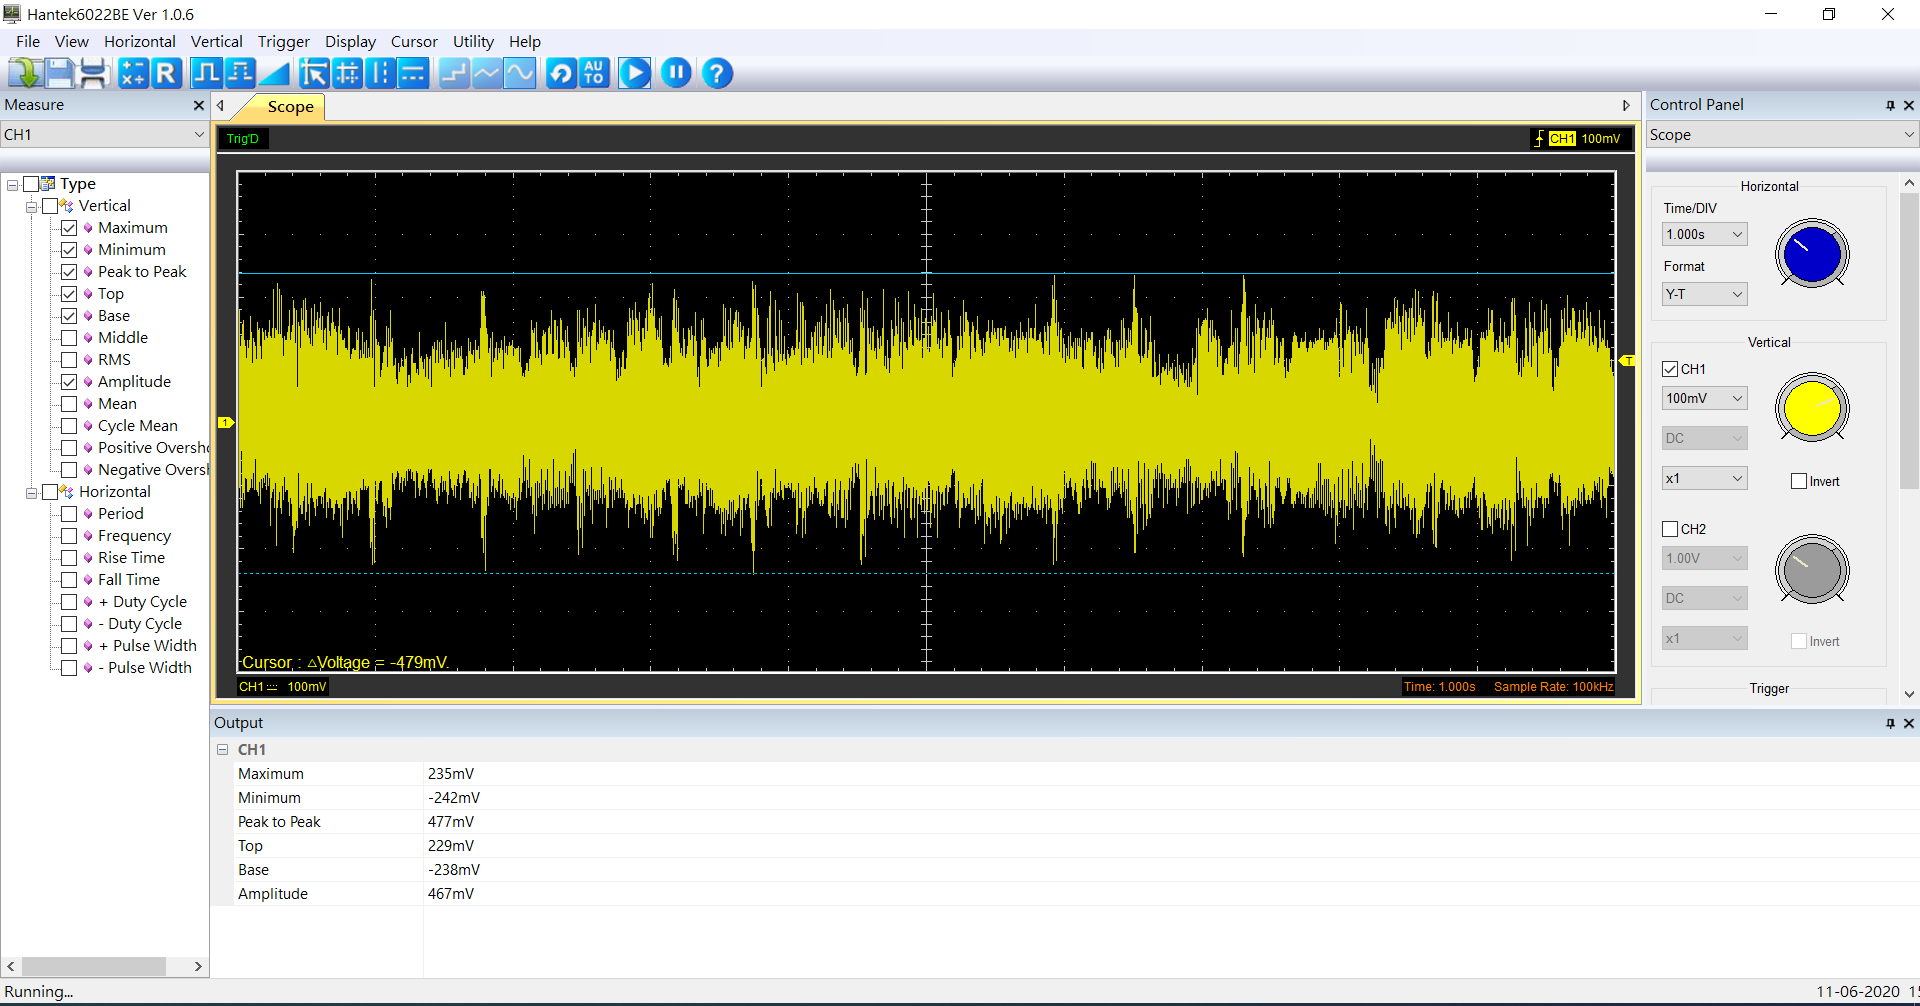 Hantek6022BE Ver 1.0.6
File View Horizontal Vertical Trigger Display Cursor Utility Help
R AU TO ?
Measure
CH1
Type
Vertical
Maximum
Minimum
Peak to Peak
Top
Base
Middle
RMS
Amplitude
Mean
Cycle Mean
Positive Oversho
Negative Oversh
Horizontal
Period
Frequency
Rise Time
Fall Time
+ Duty Cycle
- Duty Cycle
+ Pulse Width
- Pulse Width
Scope
Trig'D
CH1 100mV
1
T
Cursor : △Voltage = -479mV.
CH1 100mV
Time: 1.000s Sample Rate: 100kHz
Control Panel
Scope
Horizontal
Time/DIV
1.000s
Format
Y-T
Vertical
CH1
100mV
DC
x1
Invert
CH2
1.00V
DC
x1
Invert
Trigger
Output
CH1
Maximum 235mV
Minimum -242mV
Peak to Peak 477mV
Top 229mV
Base -238mV
Amplitude 467mV
Running...
11-06-2020